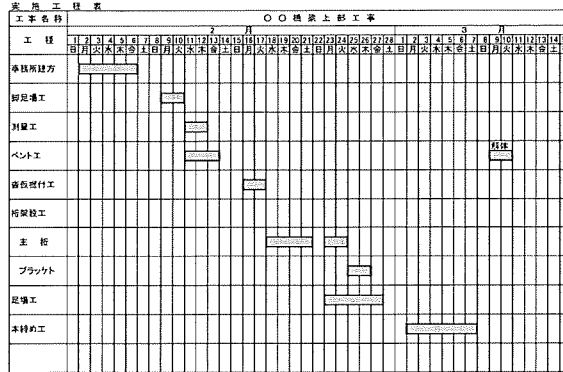 実施工程表
工事名称 〇〇橋梁上部工事
工種 2月 3月
1 2 3 4 5 6 7 8 9 10 11 12 13 14 15 16 17 18 19 20 21 22 23 24 25 26 27 28 1 2 3 4 5 6 7 8 9 10 11 12 13 14
日 月 火 水 木 金 土 日 月 火 水 木 金 土 日 月 火 水 木 金 土 日 月 火 水 木 金 土 日 月 火 水 木 金 土 日 月 火 水 木 金 土
事務所建方
脚足場工
測量工
ベント工 解体
沓仮据付工
桁架設工
主桁
ブラッケト
足場工
本締め工